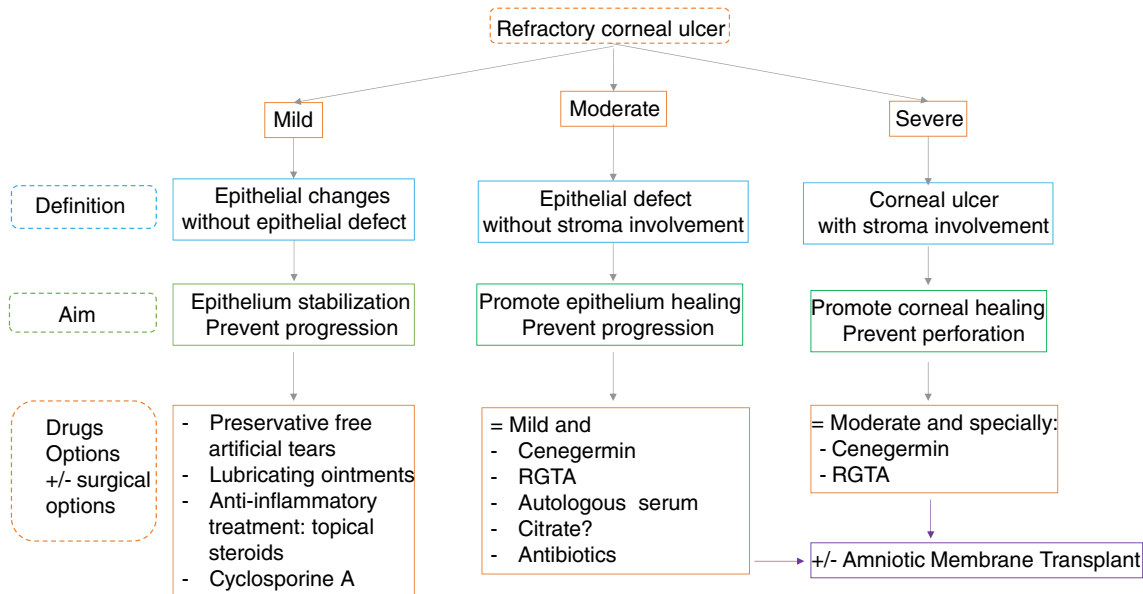 Refractory corneal ulcer
Mild
Moderate
Severe
Definition
Epithelial changes
without epithelial defect
Epithelial defect
without stroma involvement
Corneal ulcer
with stroma involvement
Aim
Epithelium stabilization
Prevent progression
Promote epithelium healing
Prevent progression
Promote corneal healing
Prevent perforation
Drugs
Options
+/- surgical
options
- Preservative free
artificial tears
- Lubricating ointments
- Anti-inflammatory
treatment: topical
steroids
- Cyclosporine A
= Mild and
- Cenegermin
- RGTA
- Autologous serum
- Citrate?
- Antibiotics
= Moderate and specially:
- Cenegermin
- RGTA
+/- Amniotic Membrane Transplant